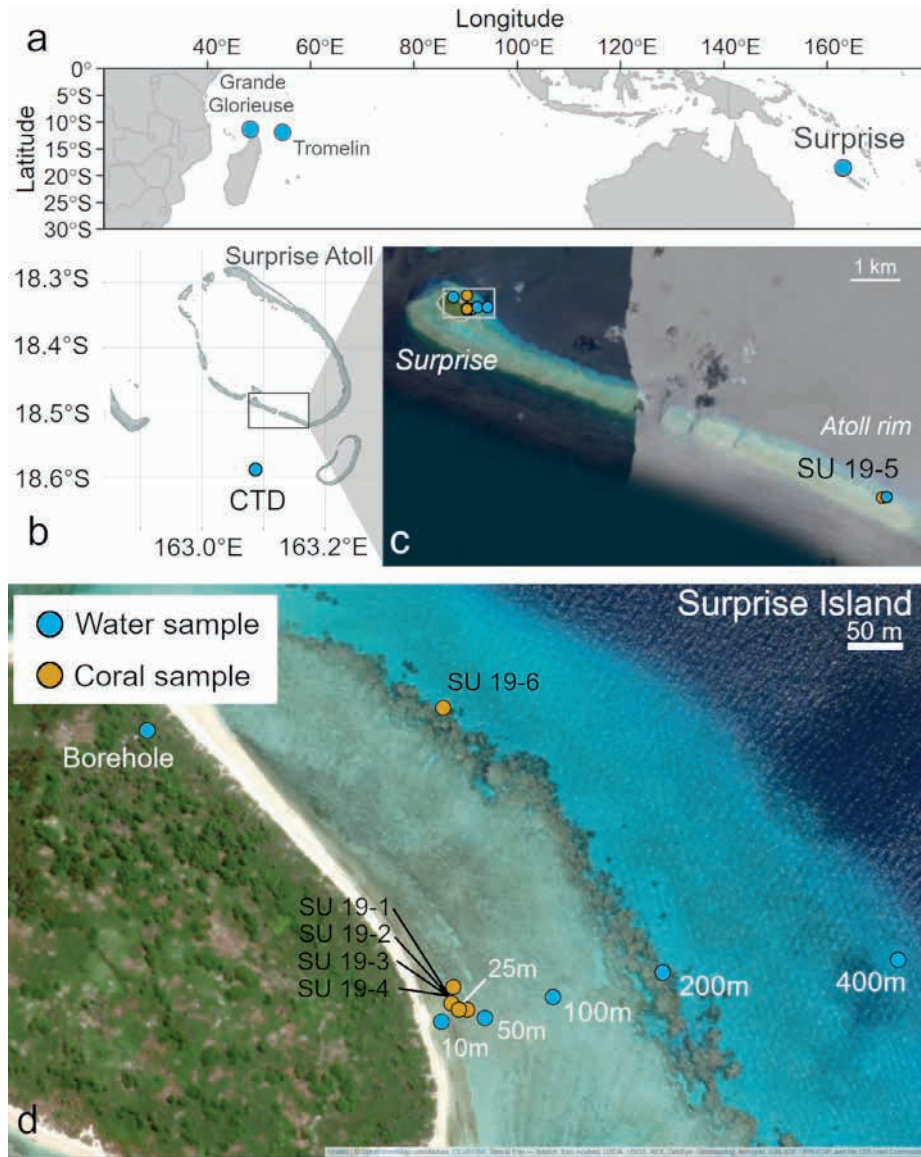 Longitude
a
40°E 60°E 80°E 100°E 120°E 140°E 160°E
Latitude
0°
5°S
10°S
15°S
20°S
25°S
30°S
Grande
Glorieuse
Tromelin
Surprise
Surprise Atoll
18.3°S
18.4°S
18.5°S
18.6°S
CTD
b
163.0°E 163.2°E
1 km
Surprise
Atoll rim
SU 19-5
c
Water sample
Coral sample
Surprise Island
50 m
SU 19-6
Borehole
SU 19-1
SU 19-2
SU 19-3
SU 19-4
25m
10m
50m
100m
200m
400m
d